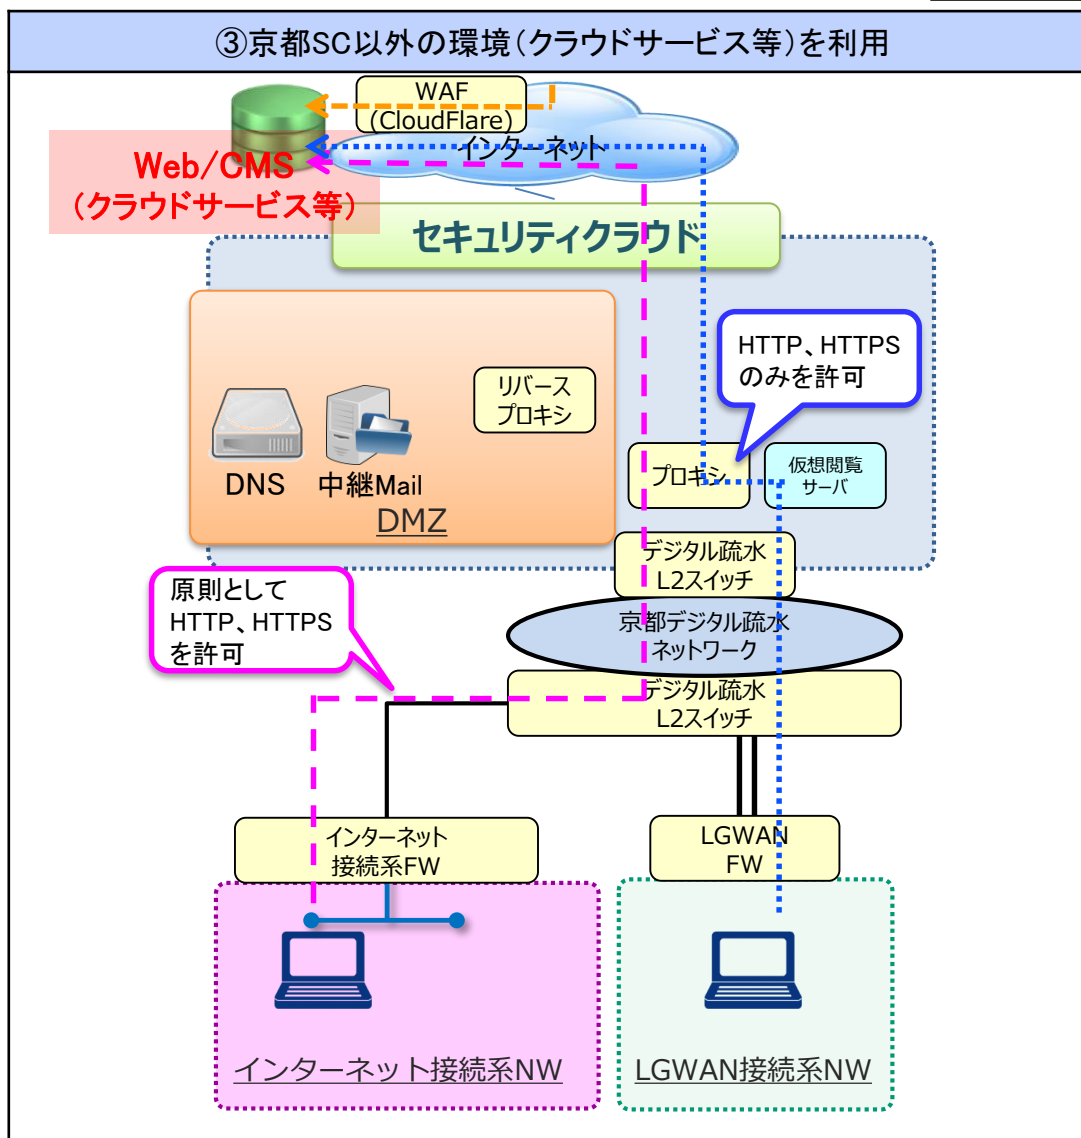 ③京都SC以外の環境（クラウドサービス等）を利用
WAF
(CloudFlare)
インターネット
Web/CMS
（クラウドサービス等）
セキュリティクラウド
HTTP、HTTPS
のみを許可
リバース
プロキシ
プロキシ
仮想閲覧
サーバ
DNS
中継Mail
DMZ
デジタル疏水
L2スイッチ
原則として
HTTP、HTTPS
を許可
京都デジタル疏水
ネットワーク
デジタル疏水
L2スイッチ
インターネット
接続系FW
LGWAN
FW
インターネット接続系NW
LGWAN接続系NW